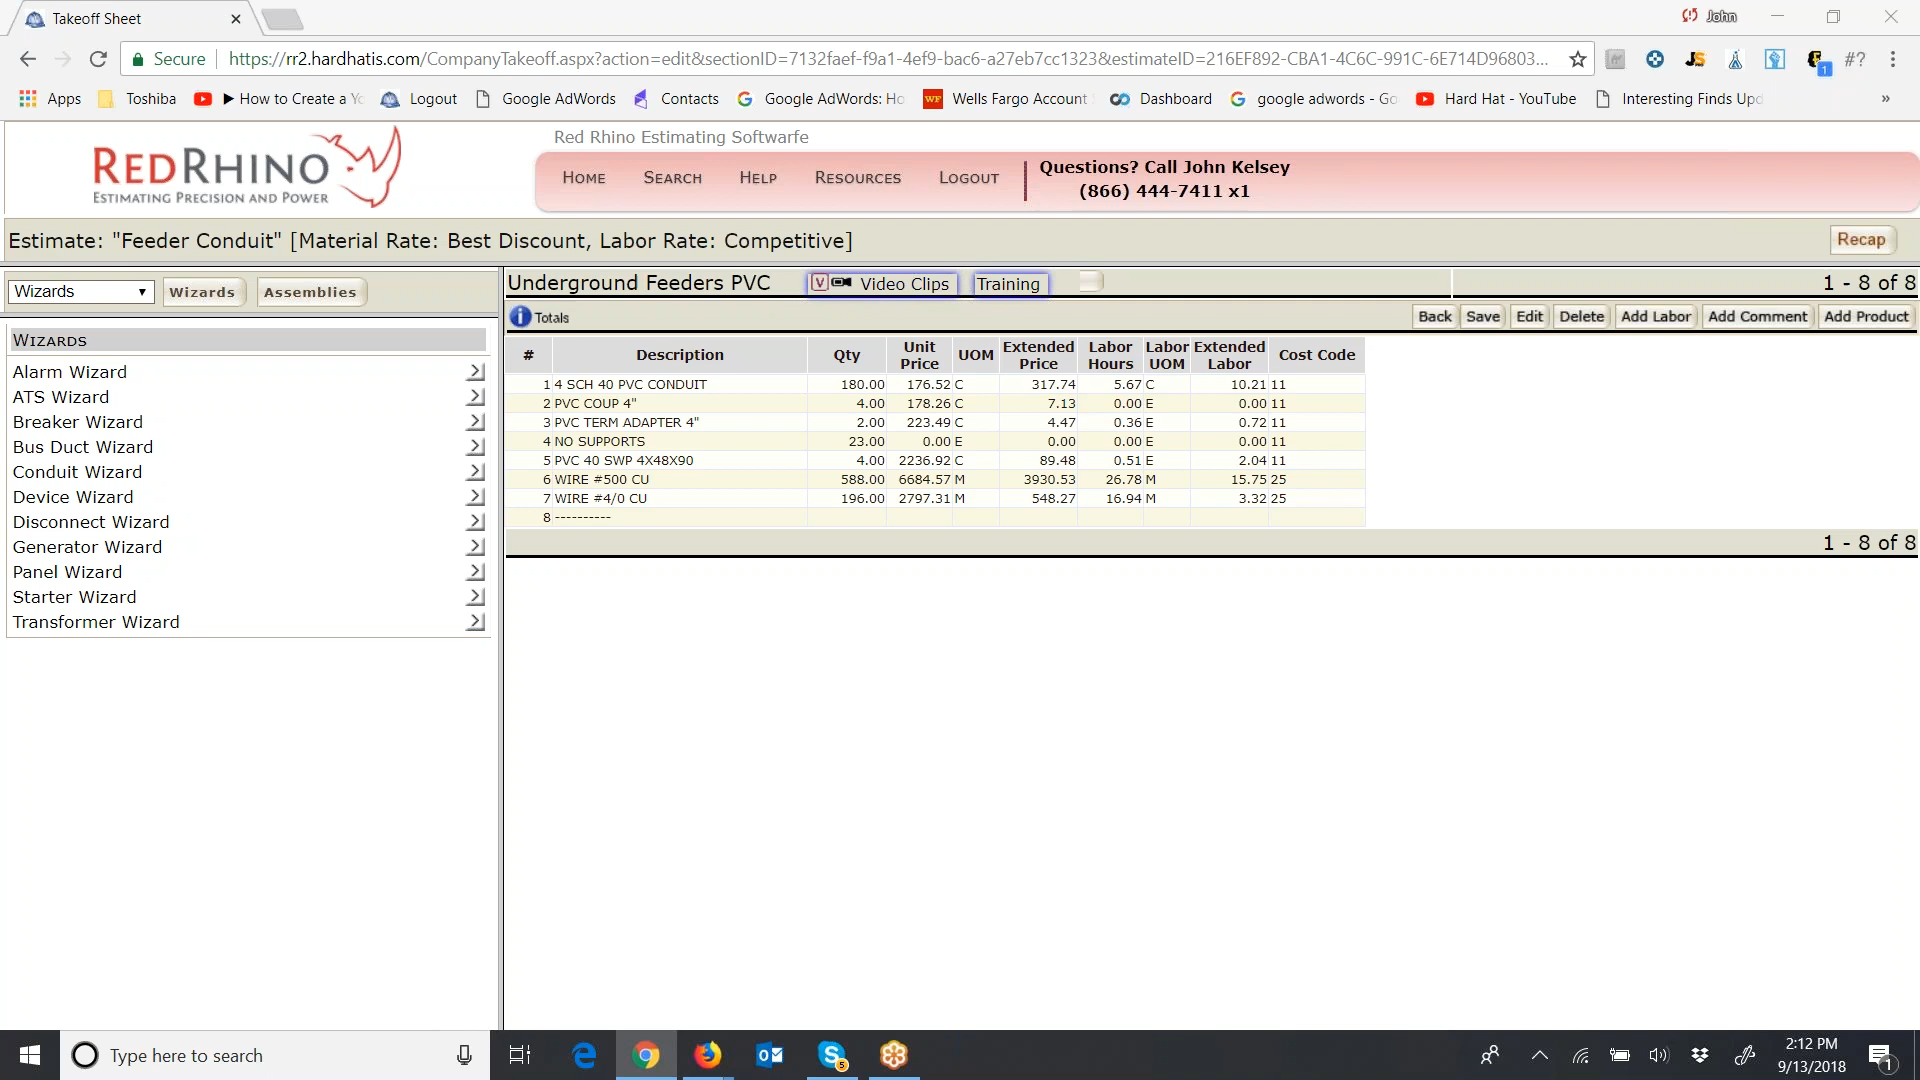 Takeoff Sheet
John
Secure
https://rr2.hardhatis.com/CompanyTakeoff.aspx?action=edit&sectionID=7132faef-f9a1-4ef9-bac6-a27eb7cc1323&estimateID=216EF892-CBA1-4C6C-991C-6E714D96803...
#?
Apps Toshiba ▶ How to Create a Yo Logout Google AdWords Contacts Google AdWords: Ho Wells Fargo Account Dashboard google adwords - Go Hard Hat - YouTube Interesting Finds Upd »
Red Rhino Estimating Softwarfe
REDRHINO
ESTIMATING PRECISION AND POWER
HOME SEARCH HELP RESOURCES LOGOUT
Questions? Call John Kelsey
(866) 444-7411 x1
Estimate: "Feeder Conduit" [Material Rate: Best Discount, Labor Rate: Competitive]
Recap
Wizards Wizards Assemblies
WIZARDS
Alarm Wizard
ATS Wizard
Breaker Wizard
Bus Duct Wizard
Conduit Wizard
Device Wizard
Disconnect Wizard
Generator Wizard
Panel Wizard
Starter Wizard
Transformer Wizard
Underground Feeders PVC V Video Clips Training 1 - 8 of 8
i Totals Back Save Edit Delete Add Labor Add Comment Add Product
# Description Qty Unit Price UOM Extended Price Labor Hours Labor UOM Extended Labor Cost Code
1 4 SCH 40 PVC CONDUIT 180.00 176.52 C 317.74 5.67 C 10.21 11
2 PVC COUP 4" 4.00 178.26 C 7.13 0.00 E 0.00 11
3 PVC TERM ADAPTER 4" 2.00 223.49 C 4.47 0.36 E 0.72 11
4 NO SUPPORTS 23.00 0.00 E 0.00 0.00 E 0.00 11
5 PVC 40 SWP 4X48X90 4.00 2236.92 C 89.48 0.51 E 2.04 11
6 WIRE #500 CU 588.00 6684.57 M 3930.53 26.78 M 15.75 25
7 WIRE #4/0 CU 196.00 2797.31 M 548.27 16.94 M 3.32 25
8 ----------
1 - 8 of 8
Type here to search
2:12 PM
9/13/2018